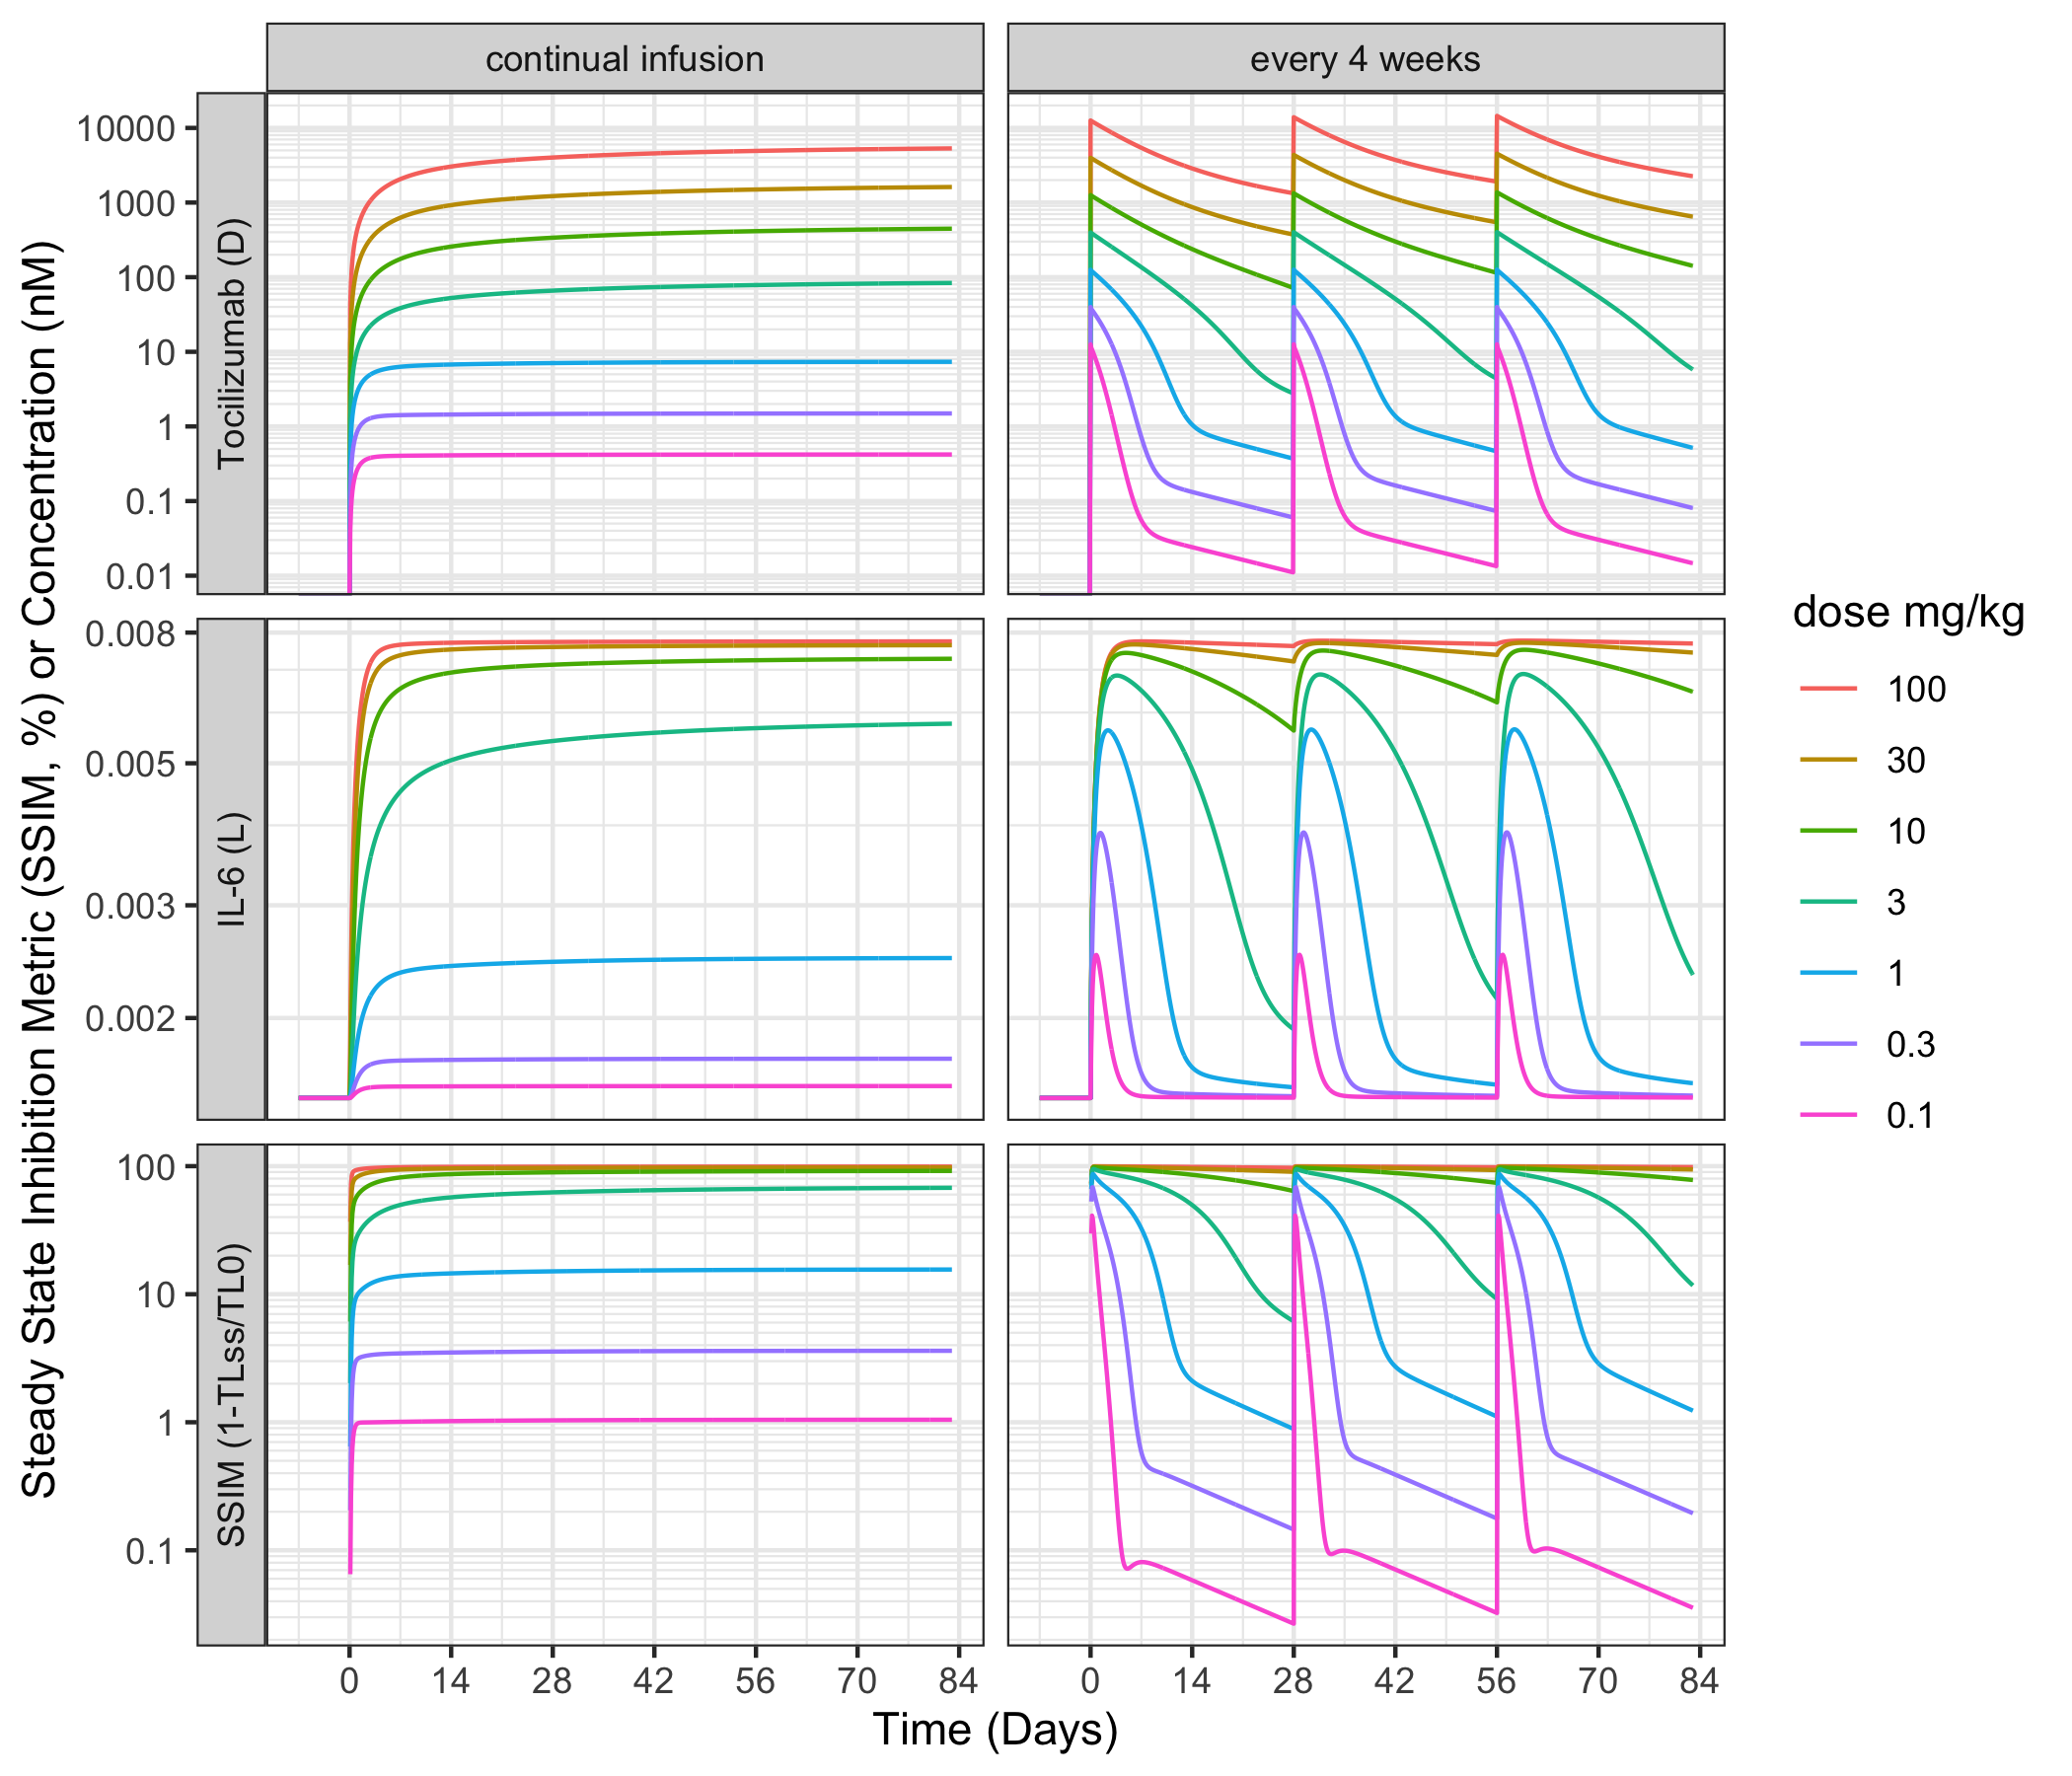 continual infusion
every 4 weeks
Steady State Inhibition Metric (SSIM, %) or Concentration (nM)
Tocilizumab (D)
10000
1000
100
10
1
0.1
0.01
IL-6 (L)
0.008
0.005
0.003
0.002
SSIM (1-TLss/TL0)
100
10
1
0.1
0 14 28 42 56 70 84
0 14 28 42 56 70 84
Time (Days)
dose mg/kg
100
30
10
3
1
0.3
0.1